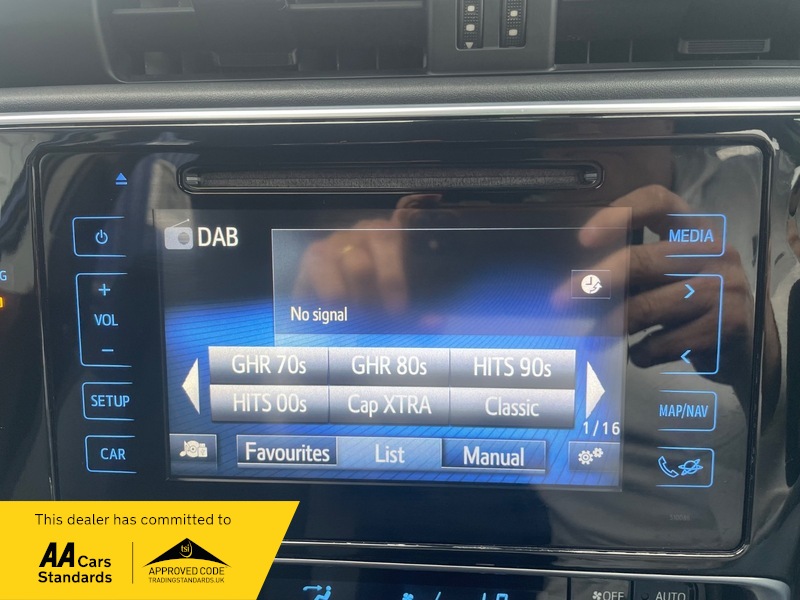 G
DAB
MEDIA
+
VOL
−
No signal
GHR 70s GHR 80s HITS 90s
HITS 00s Cap XTRA Classic
1/16
SETUP
MAP/NAV
CAR
Favourites List Manual
This dealer has committed to
AA Cars
Standards
tsi
APPROVED CODE
TRADINGSTANDARDS.UK
OFF AUTO